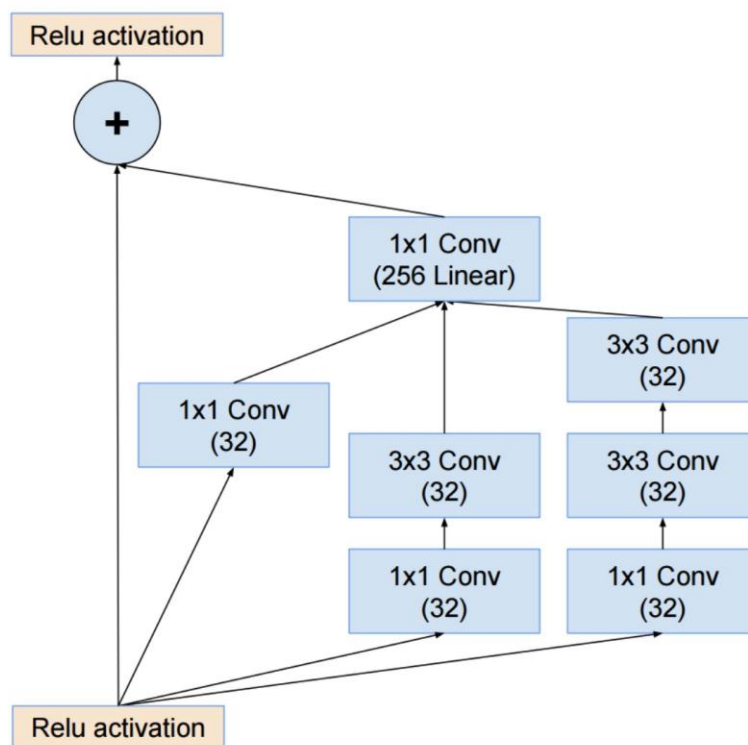 Relu activation
+
1x1 Conv
(256 Linear)
3x3 Conv
(32)
1x1 Conv
(32)
3x3 Conv
(32)
3x3 Conv
(32)
1x1 Conv
(32)
1x1 Conv
(32)
Relu activation